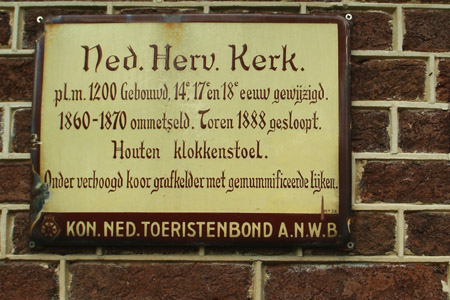 Ned. Herv. Kerk.
pl.m. 1200 Gebouwd, 14e, 17e en 18e eeuw gewijzigd.
1860-1870 ommetseld. Toren 1888 gesloopt.
Houten klokkenstoel.
Onder verhoogd koor grafkelder met gemummificeerde lijken.
KON. NED. TOERISTENBOND A.N.W.B.